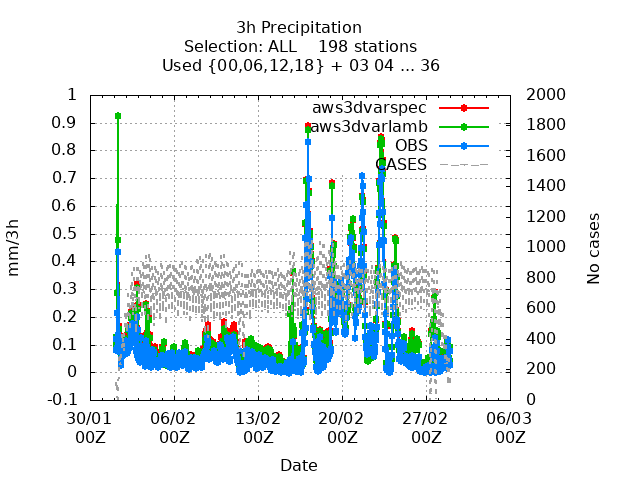 3h Precipitation
Selection: ALL    198 stations
Used {00,06,12,18} + 03 04 ... 36
aws3dvarspec
aws3dvarlamb
OBS
CASES
1
0.9
0.8
0.7
0.6
0.5
0.4
0.3
0.2
0.1
0
-0.1
mm/3h
2000
1800
1600
1400
1200
1000
800
600
400
200
0
No cases
30/01 06/02 13/02 20/02 27/02 06/03
00Z 00Z 00Z 00Z 00Z 00Z
Date